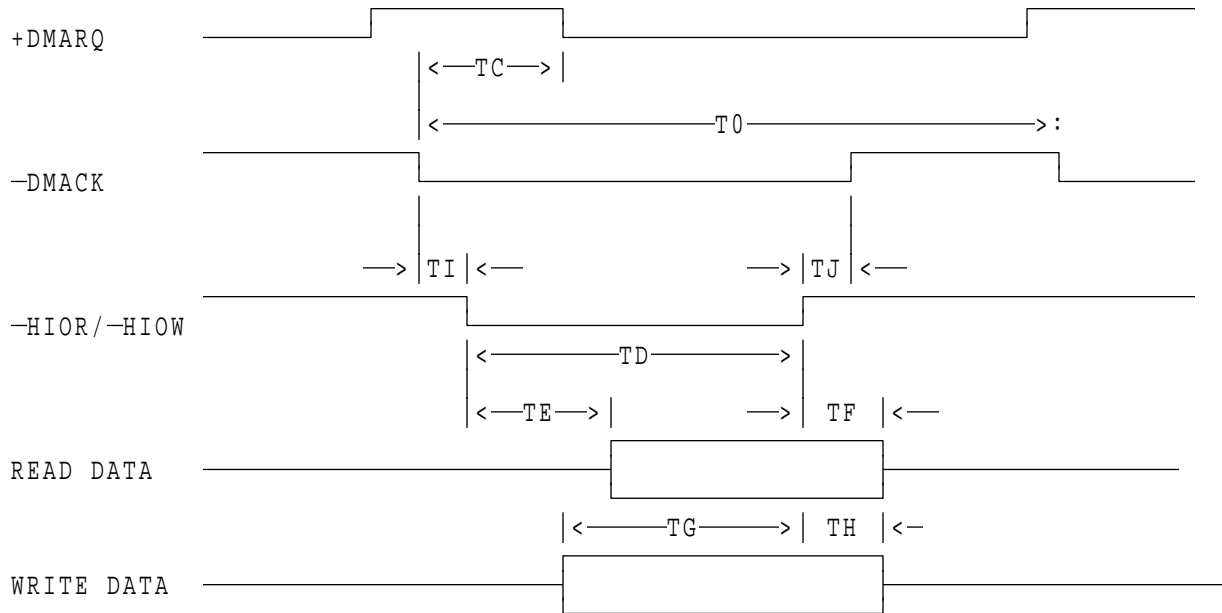 +DMARQ
<—TC—>
<—T0—>:
—DMACK
—> TI <— —> TJ <—
—HIOR/—HIOW
<—TD—>
<—TE—> —> TF <—
READ DATA
<—TG—> TH <—
WRITE DATA